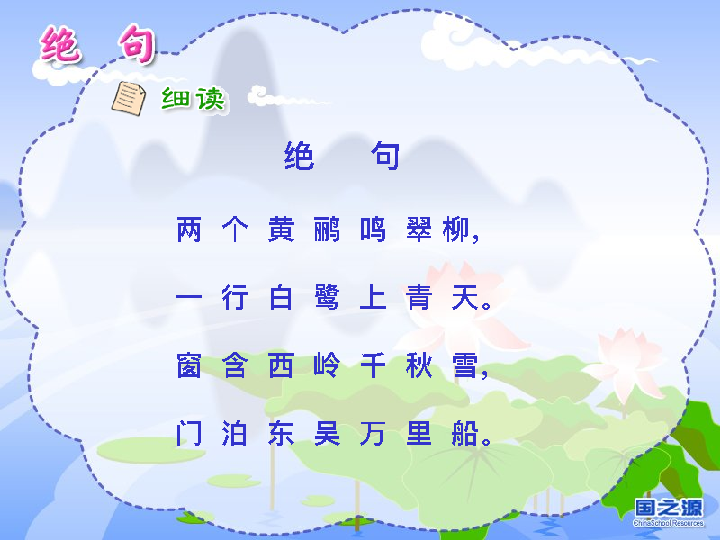 绝 句
细读
绝 句
两 个 黄 鹂 鸣 翠 柳，
一 行 白 鹭 上 青 天。
窗 含 西 岭 千 秋 雪，
门 泊 东 吴 万 里 船。
国之源
ChinaSchool Resources